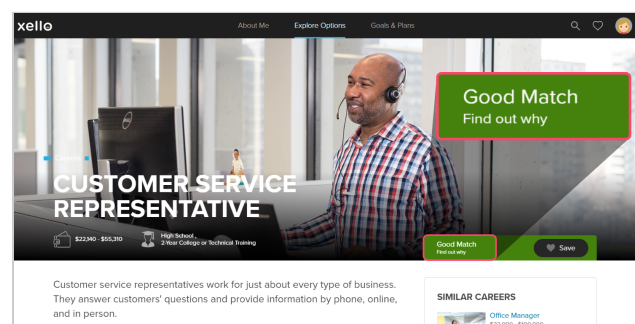 xello
About Me
Explore Options
Goals & Plans
Good Match
Find out why
Careers
CUSTOMER SERVICE
REPRESENTATIVE
$22,140 - $55,310
High School ,
2-Year College or Technical Training
Good Match
Find out why
Save
Customer service representatives work for just about every type of business.
They answer customers' questions and provide information by phone, online,
and in person.
SIMILAR CAREERS
Office Manager